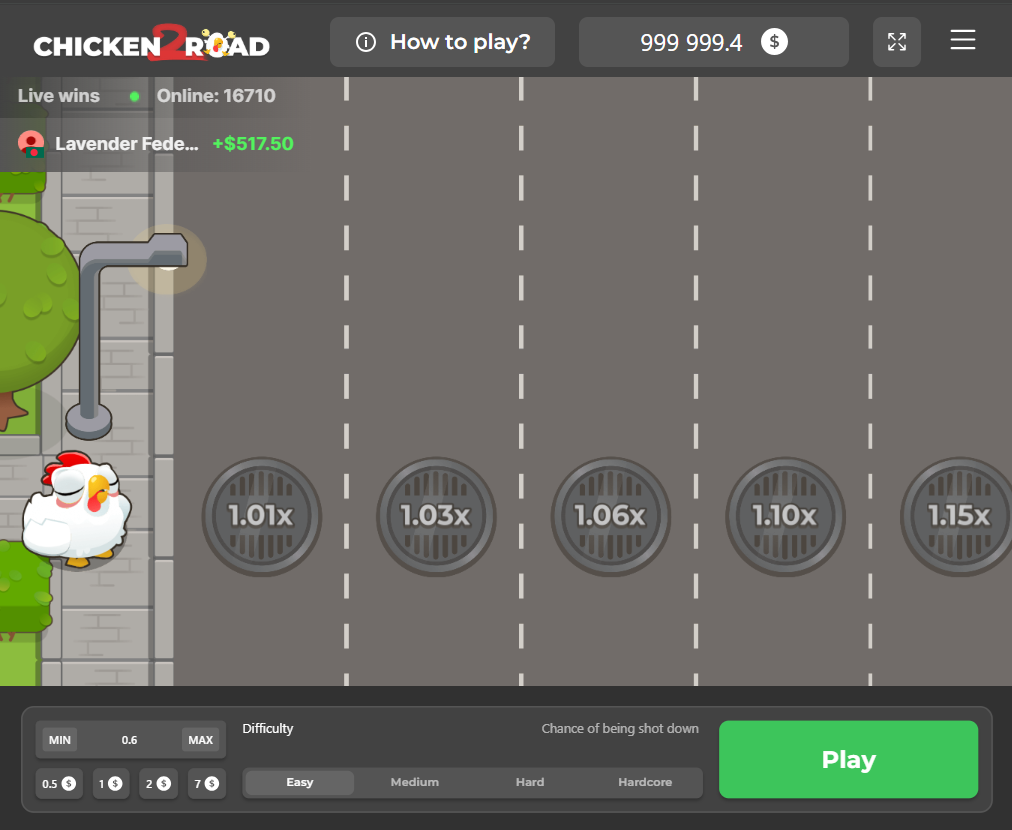 CHICKEN 2 ROAD
How to play?
999 999.4 $
Live wins Online: 16710
Lavender Fede... +$517.50
1.01x 1.03x 1.06x 1.10x 1.15x
MIN 0.6 MAX
0.5 $ 1 $ 2 $ 7 $
Difficulty Chance of being shot down
Easy Medium Hard Hardcore
Play